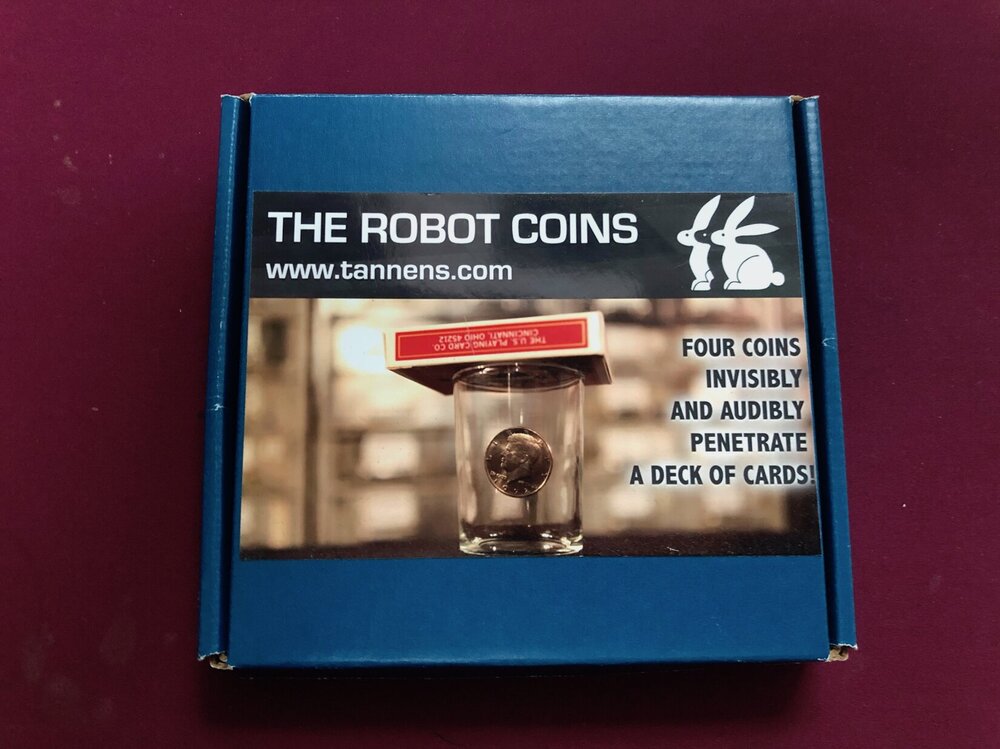 THE ROBOT COINS
www.tannens.com
THE U.S. PLAYING CARD CO.
CINCINNATI, OHIO 45212
FOUR COINS
INVISIBLY
AND AUDIBLY
PENETRATE
A DECK OF CARDS!